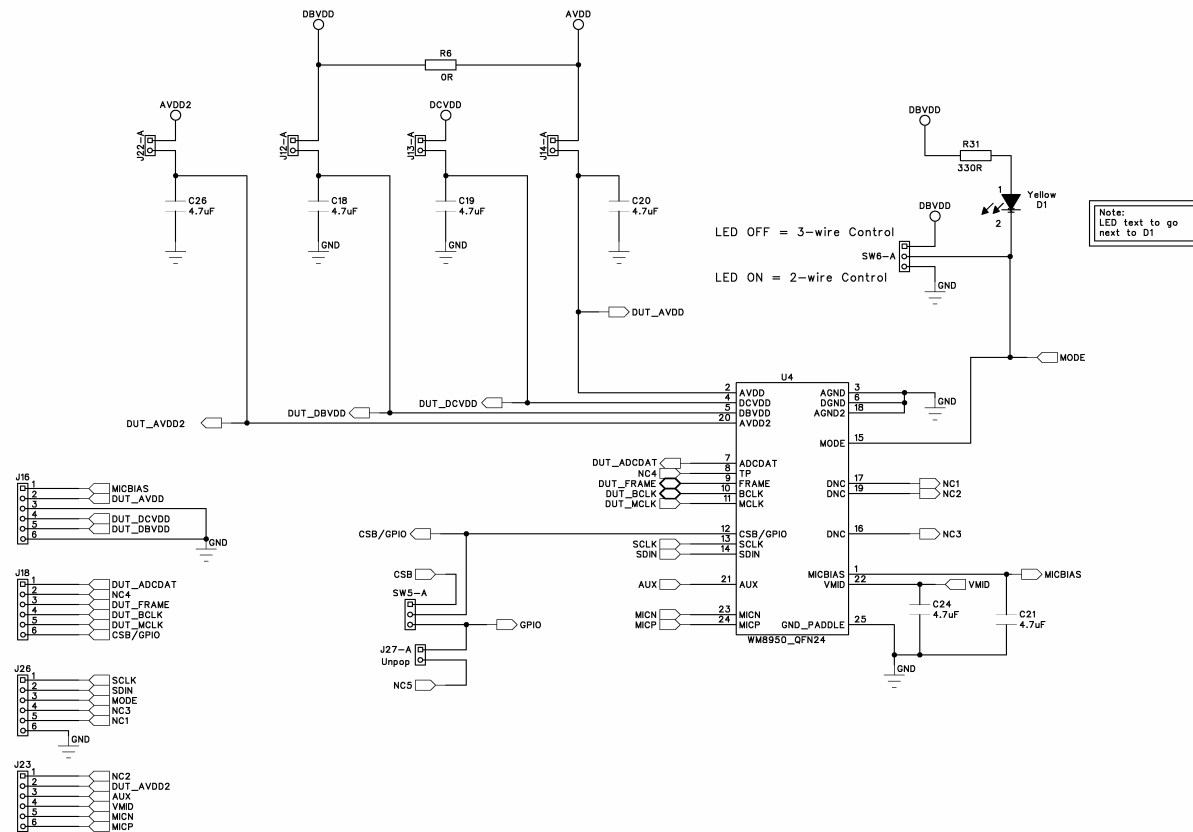 DBVDD
AVDD
R6
0R
AVDD2
J22-A
C26
4.7uF
J12-A
C18
4.7uF
GND
DCVDD
J13-A
C19
4.7uF
GND
J14-A
C20
4.7uF
DBVDD
R31
330R
1
Yellow
D1
2
DBVDD
LED OFF = 3-wire Control
SW6-A
LED ON = 2-wire Control
GND
Note:
LED text to go
next to D1
DUT_AVDD
MODE
DUT_DCVDD
DUT_DBVDD
DUT_AVDD2
U4
2 AVDD
4 DCVDD
5 DBVDD
20 AVDD2
AGND 3
DGND 6
AGND2 18
GND
MODE 15
DUT_ADCDAT 7 ADCDAT
NC4 8 TP
DUT_FRAME 9 FRAME
DUT_BCLK 10 BCLK
DUT_MCLK 11 MCLK
DNC 17 NC1
DNC 19 NC2
CSB/GPIO 12 CSB/GPIO
SCLK 13 SCLK
SDIN 14 SDIN
DNC 16 NC3
AUX 21 AUX
MICBIAS 1 MICBIAS
VMID 22 VMID
MICN 23 MICN
MICP 24 MICP
GND_PADDLE 25
WM8950_QFN24
C24
4.7uF
C21
4.7uF
GND
CSB
SW5-A
GPIO
J27-A
Unpop
NC5
J16
1 MICBIAS
2 DUT_AVDD
3
4 DUT_DCVDD
5 DUT_DBVDD
6
GND
J18
1 DUT_ADCDAT
2 NC4
3 DUT_FRAME
4 DUT_BCLK
5 DUT_MCLK
6 CSB/GPIO
J26
1 SCLK
2 SDIN
3 MODE
4 NC3
5 NC1
6
GND
J23
1 NC2
2 DUT_AVDD2
3 AUX
4 VMID
5 MICN
6 MICP